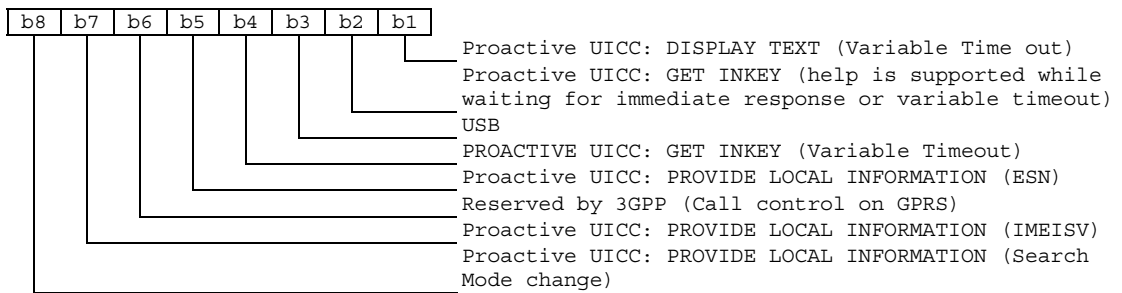 b8 b7 b6 b5 b4 b3 b2 b1
Proactive UICC: DISPLAY TEXT (Variable Time out)
Proactive UICC: GET INKEY (help is supported while
waiting for immediate response or variable timeout)
USB
PROACTIVE UICC: GET INKEY (Variable Timeout)
Proactive UICC: PROVIDE LOCAL INFORMATION (ESN)
Reserved by 3GPP (Call control on GPRS)
Proactive UICC: PROVIDE LOCAL INFORMATION (IMEISV)
Proactive UICC: PROVIDE LOCAL INFORMATION (Search
Mode change)